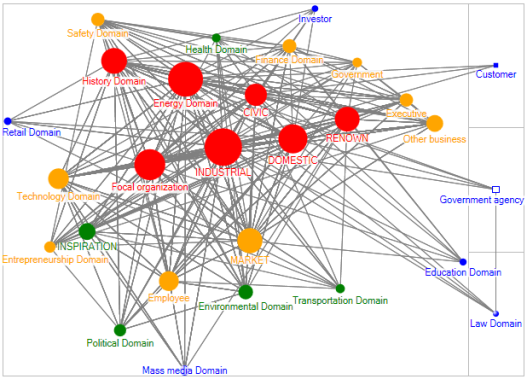 Investor
Safety Domain
Health Domain
Finance Domain
Government
Customer
History Domain
Energy Domain
CIVIC
Executive
Retail Domain
RENOWN
Other business
DOMESTIC
INDUSTRIAL
Focal organization
Technology Domain
Government agency
INSPIRATION
Entrepreneurship Domain
MARKET
Education Domain
Employee
Environmental Domain
Transportation Domain
Law Domain
Political Domain
Mass media Domain